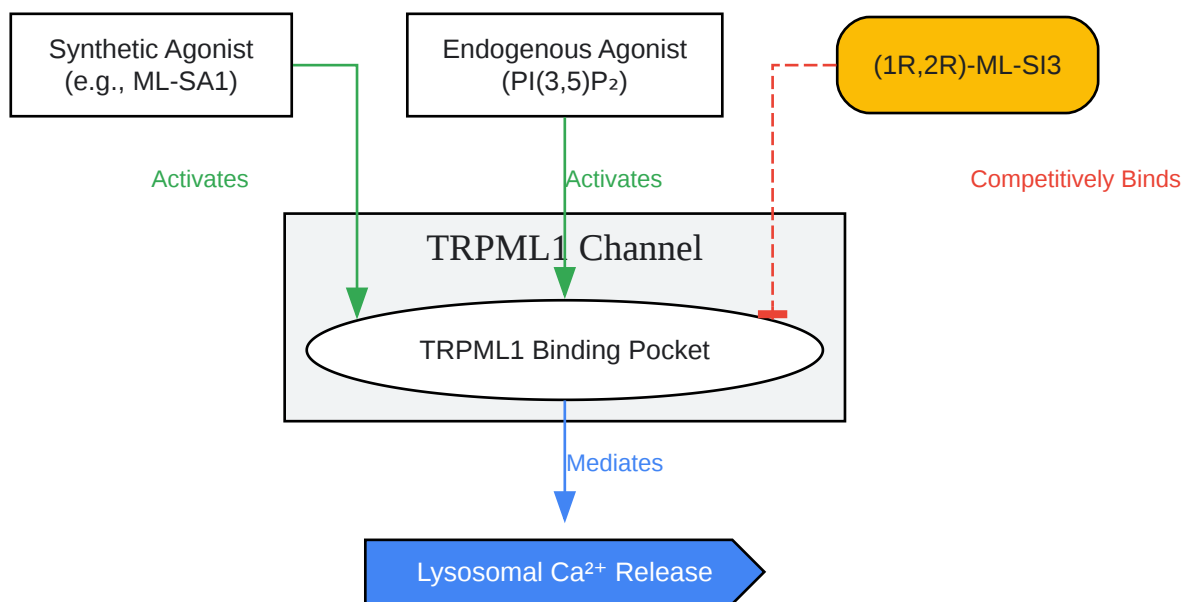 Synthetic Agonist
(e.g., ML-SA1)
Endogenous Agonist
(PI(3,5)P₂)
(1R,2R)-ML-SI3
Activates
Activates
Competitively Binds
TRPML1 Channel
TRPML1 Binding Pocket
Mediates
Lysosomal Ca²⁺ Release